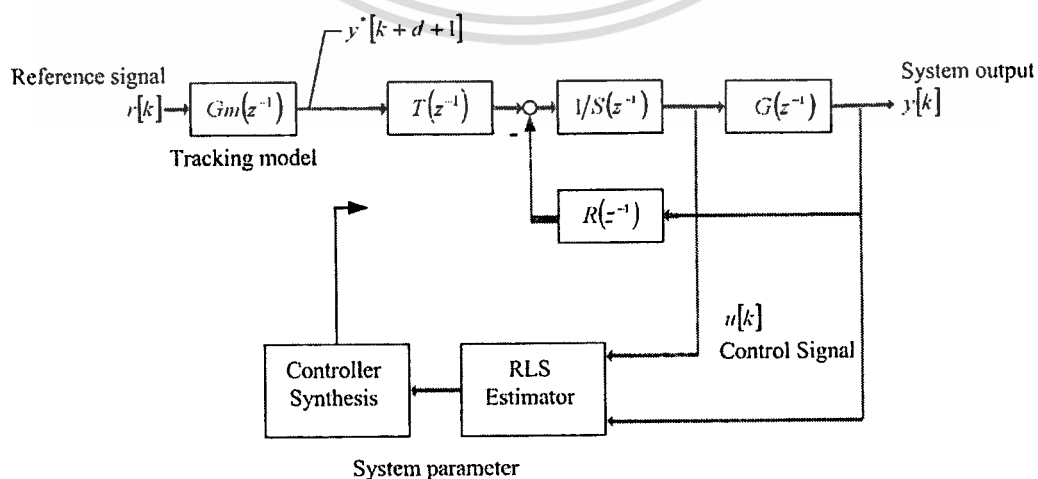 y*[k+d+1]
Reference signal
r[k]
Gm(z⁻¹)
T(z⁻¹)
-
1/S(z⁻¹)
G(z⁻¹)
System output
y[k]
Tracking model
R(z⁻¹)
u[k]
Control Signal
Controller
Synthesis
RLS
Estimator
System parameter